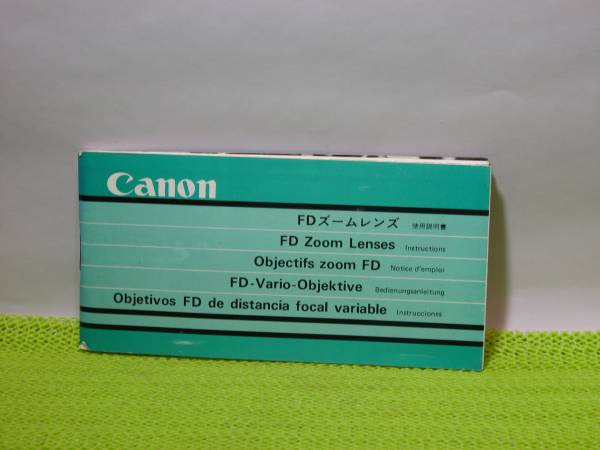 Canon
FDズームレンズ 使用説明書
FD Zoom Lenses Instructions
Objectifs zoom FD Notice d'emploi
FD-Vario-Objektive Bedienungsanleitung
Objetivos FD de distancia focal variable Instrucciones